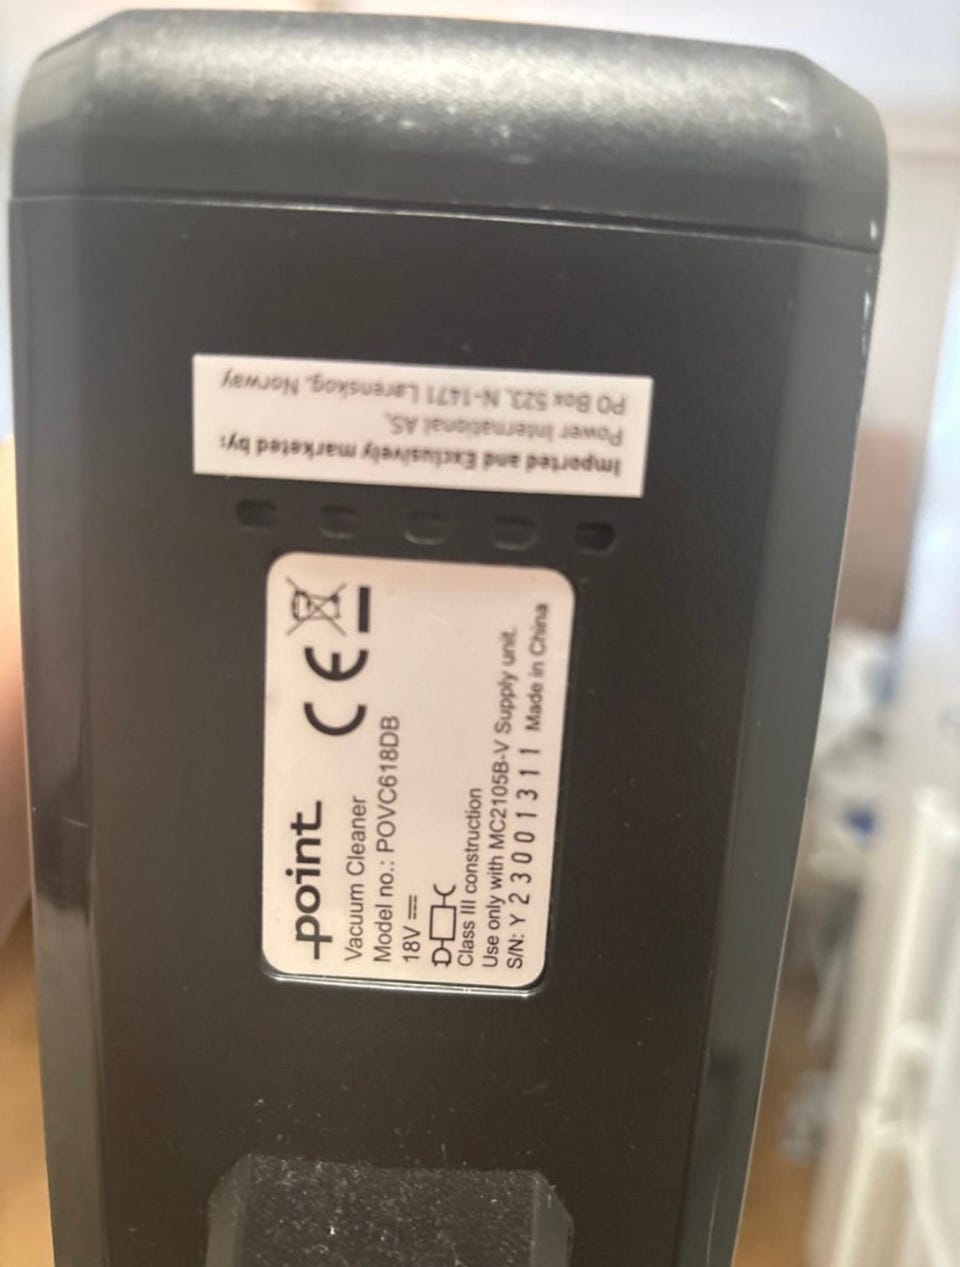 Imported and Exclusively marketed by:
Power International AS,
PO Box 523, N-1471 Lørenskog, Norway
point
CE
Vacuum Cleaner
Model no.: POVC618DB
18V
Class III construction
Use only with MC2105B-V Supply unit.
S/N: Y23001311 Made in China